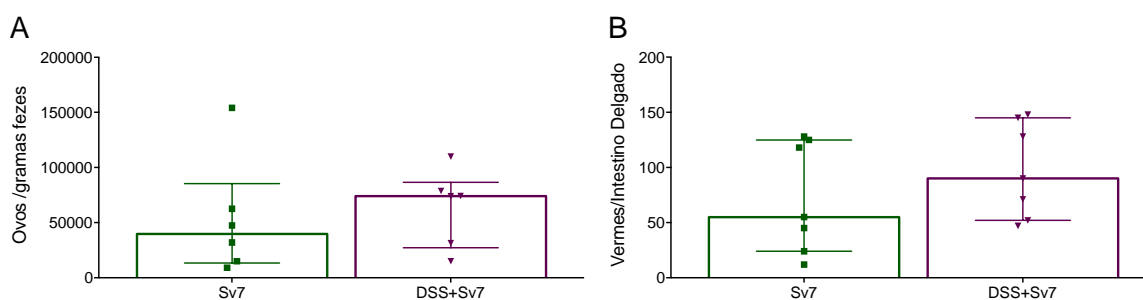 A
Ovos /gramas fezes
200000
150000
100000
50000
0
Sv7
DSS+Sv7
B
Vermes/Intestino Delgado
200
150
100
50
0
Sv7
DSS+Sv7